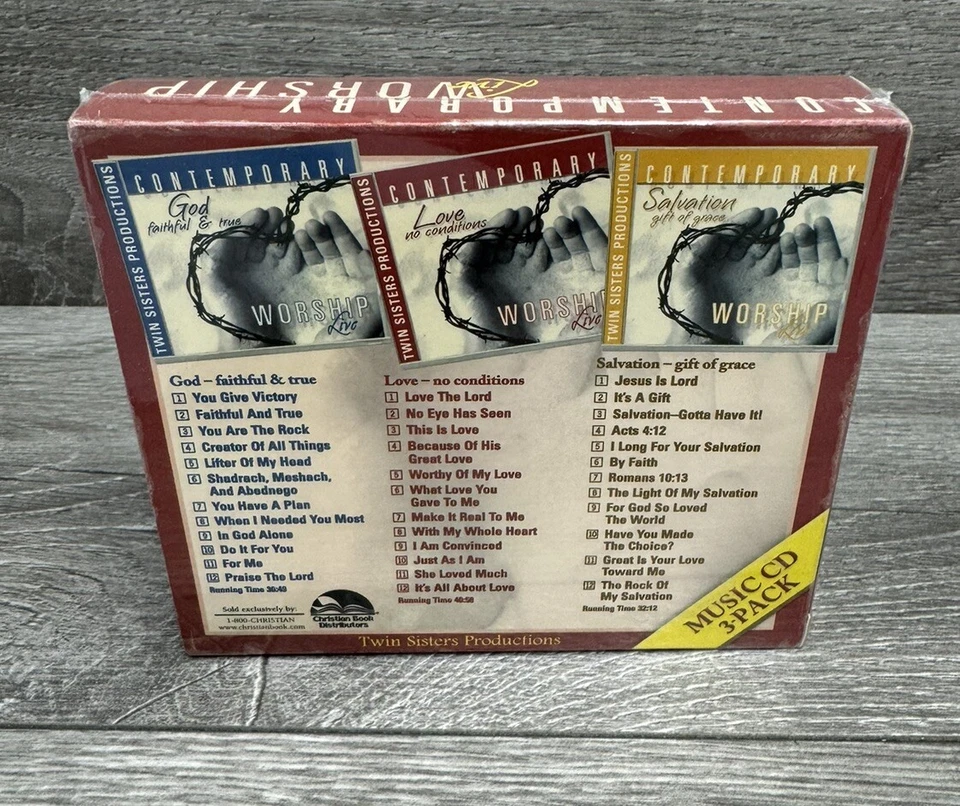 CONTEMPORARY
WORSHIP
Live
TWIN SISTERS PRODUCTIONS
CONTEMPORARY
God
faithful & true
WORSHIP
Live
TWIN SISTERS PRODUCTIONS
CONTEMPORARY
Love
no conditions
WORSHIP
Live
TWIN SISTERS PRODUCTIONS
CONTEMPORARY
Salvation
gift of grace
WORSHIP
Live
God – faithful & true
1 You Give Victory
2 Faithful And True
3 You Are The Rock
4 Creator Of All Things
5 Lifter Of My Head
6 Shadrach, Meshach,
And Abednego
7 You Have A Plan
8 When I Needed You Most
9 In God Alone
10 Do It For You
11 For Me
12 Praise The Lord
Running Time 36:49
Sold exclusively by:
1-800-CHRISTIAN
www.christianbook.com
Christian Book
Distributors
Love – no conditions
1 Love The Lord
2 No Eye Has Seen
3 This Is Love
4 Because Of His
Great Love
5 Worthy Of My Love
6 What Love You
Gave To Me
7 Make It Real To Me
8 With My Whole Heart
9 I Am Convinced
10 Just As I Am
11 She Loved Much
12 It's All About Love
Running Time 40:58
Salvation – gift of grace
1 Jesus Is Lord
2 It's A Gift
3 Salvation–Gotta Have It!
4 Acts 4:12
5 I Long For Your Salvation
6 By Faith
7 Romans 10:13
8 The Light Of My Salvation
9 For God So Loved
The World
10 Have You Made
The Choice?
11 Great Is Your Love
Toward Me
12 The Rock Of
My Salvation
Running Time 32:12
MUSIC CD
3-PACK
Twin Sisters Productions